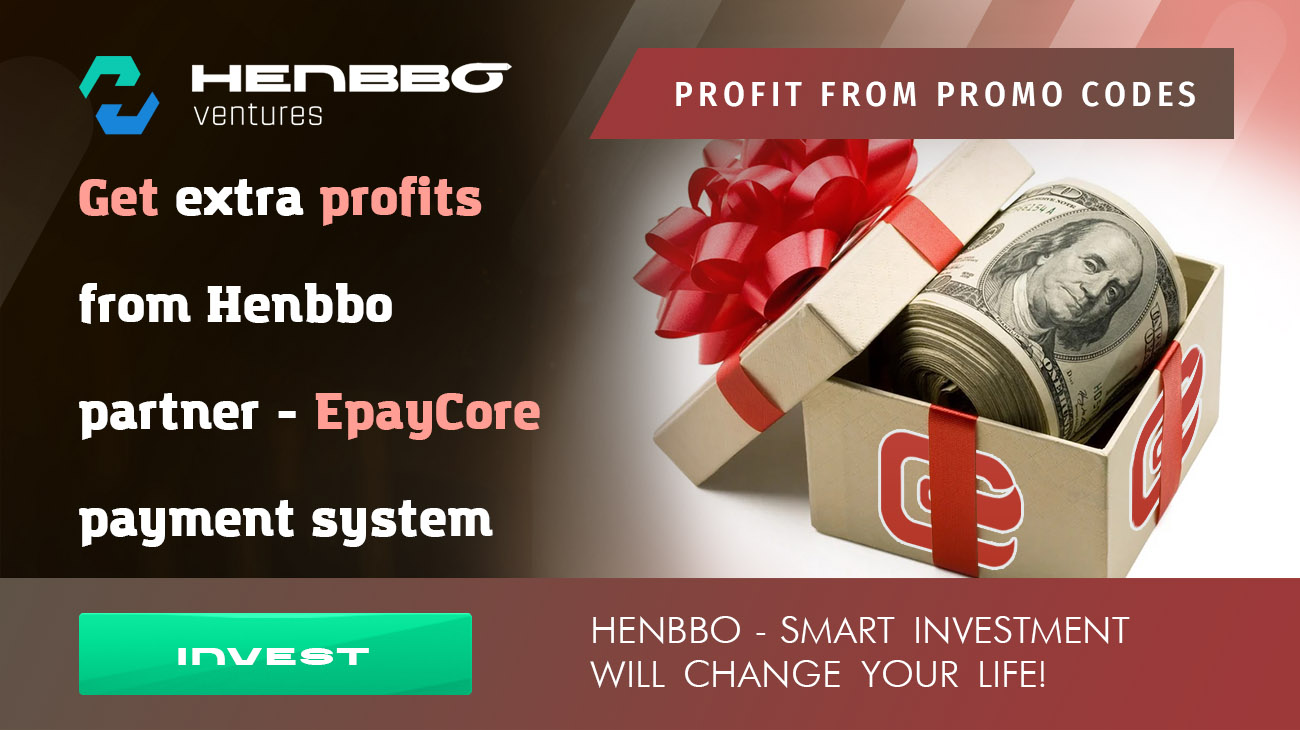 HENBBO
ventures
PROFIT FROM PROMO CODES
Get extra profits
from Henbbo
partner - EpayCore
payment system
INVEST
HENBBO - SMART INVESTMENT
WILL CHANGE YOUR LIFE!